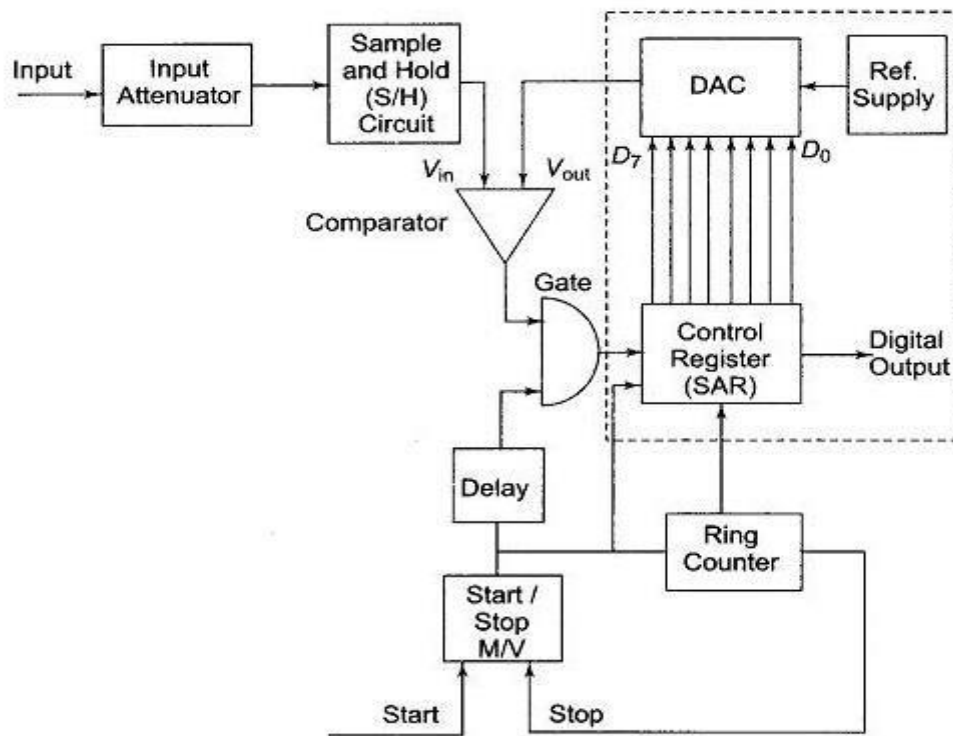 Input
Input
Attenuator
Sample
and Hold
(S/H)
Circuit
DAC
Ref.
Supply
D7
D0
Vin
Vout
Comparator
Gate
Control
Register
(SAR)
Digital
Output
Delay
Ring
Counter
Start /
Stop
M/V
Start
Stop